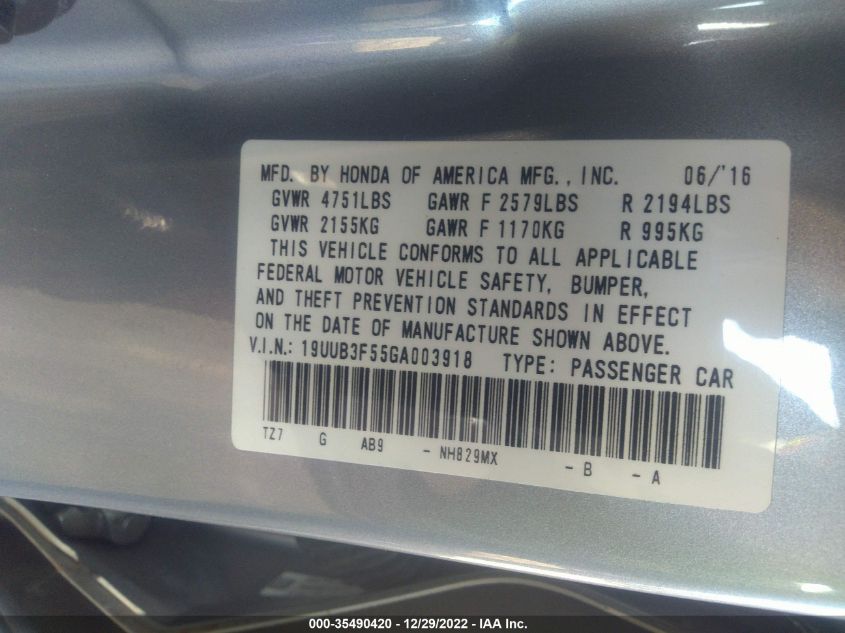 MFD. BY HONDA OF AMERICA MFG., INC. 06/'16
GVWR 4751LBS GAWR F 2579LBS R 2194LBS
GVWR 2155KG GAWR F 1170KG R 995KG
THIS VEHICLE CONFORMS TO ALL APPLICABLE
FEDERAL MOTOR VEHICLE SAFETY, BUMPER,
AND THEFT PREVENTION STANDARDS IN EFFECT
ON THE DATE OF MANUFACTURE SHOWN ABOVE.
V.I.N.: 19UUB3F55GA003918 TYPE: PASSENGER CAR
TZ7 G AB9 - NH829MX - B - A
000-35490420 - 12/29/2022 - IAA Inc.